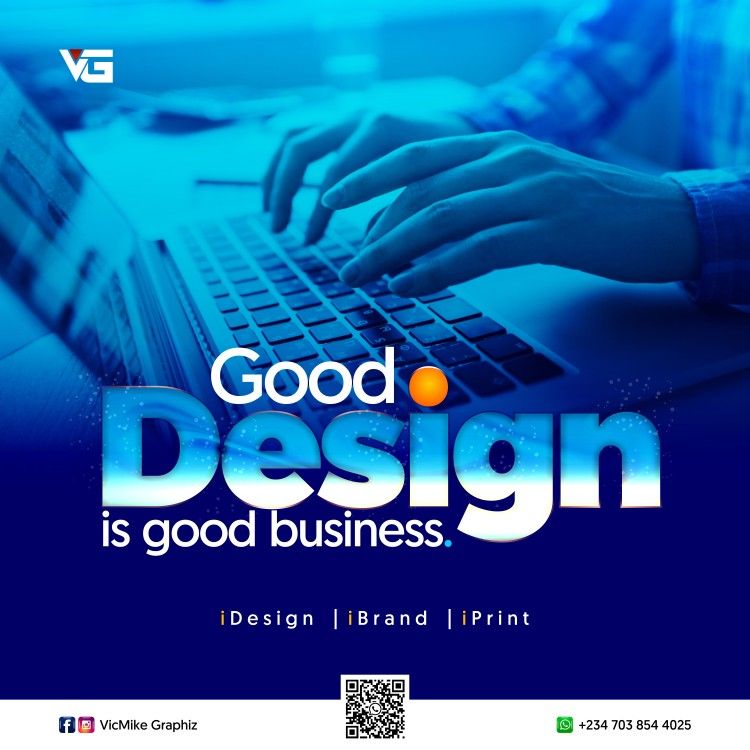 VG
Good
Design
is good business.
iDesign | iBrand | iPrint
VicMike Graphiz
+234 703 854 4025